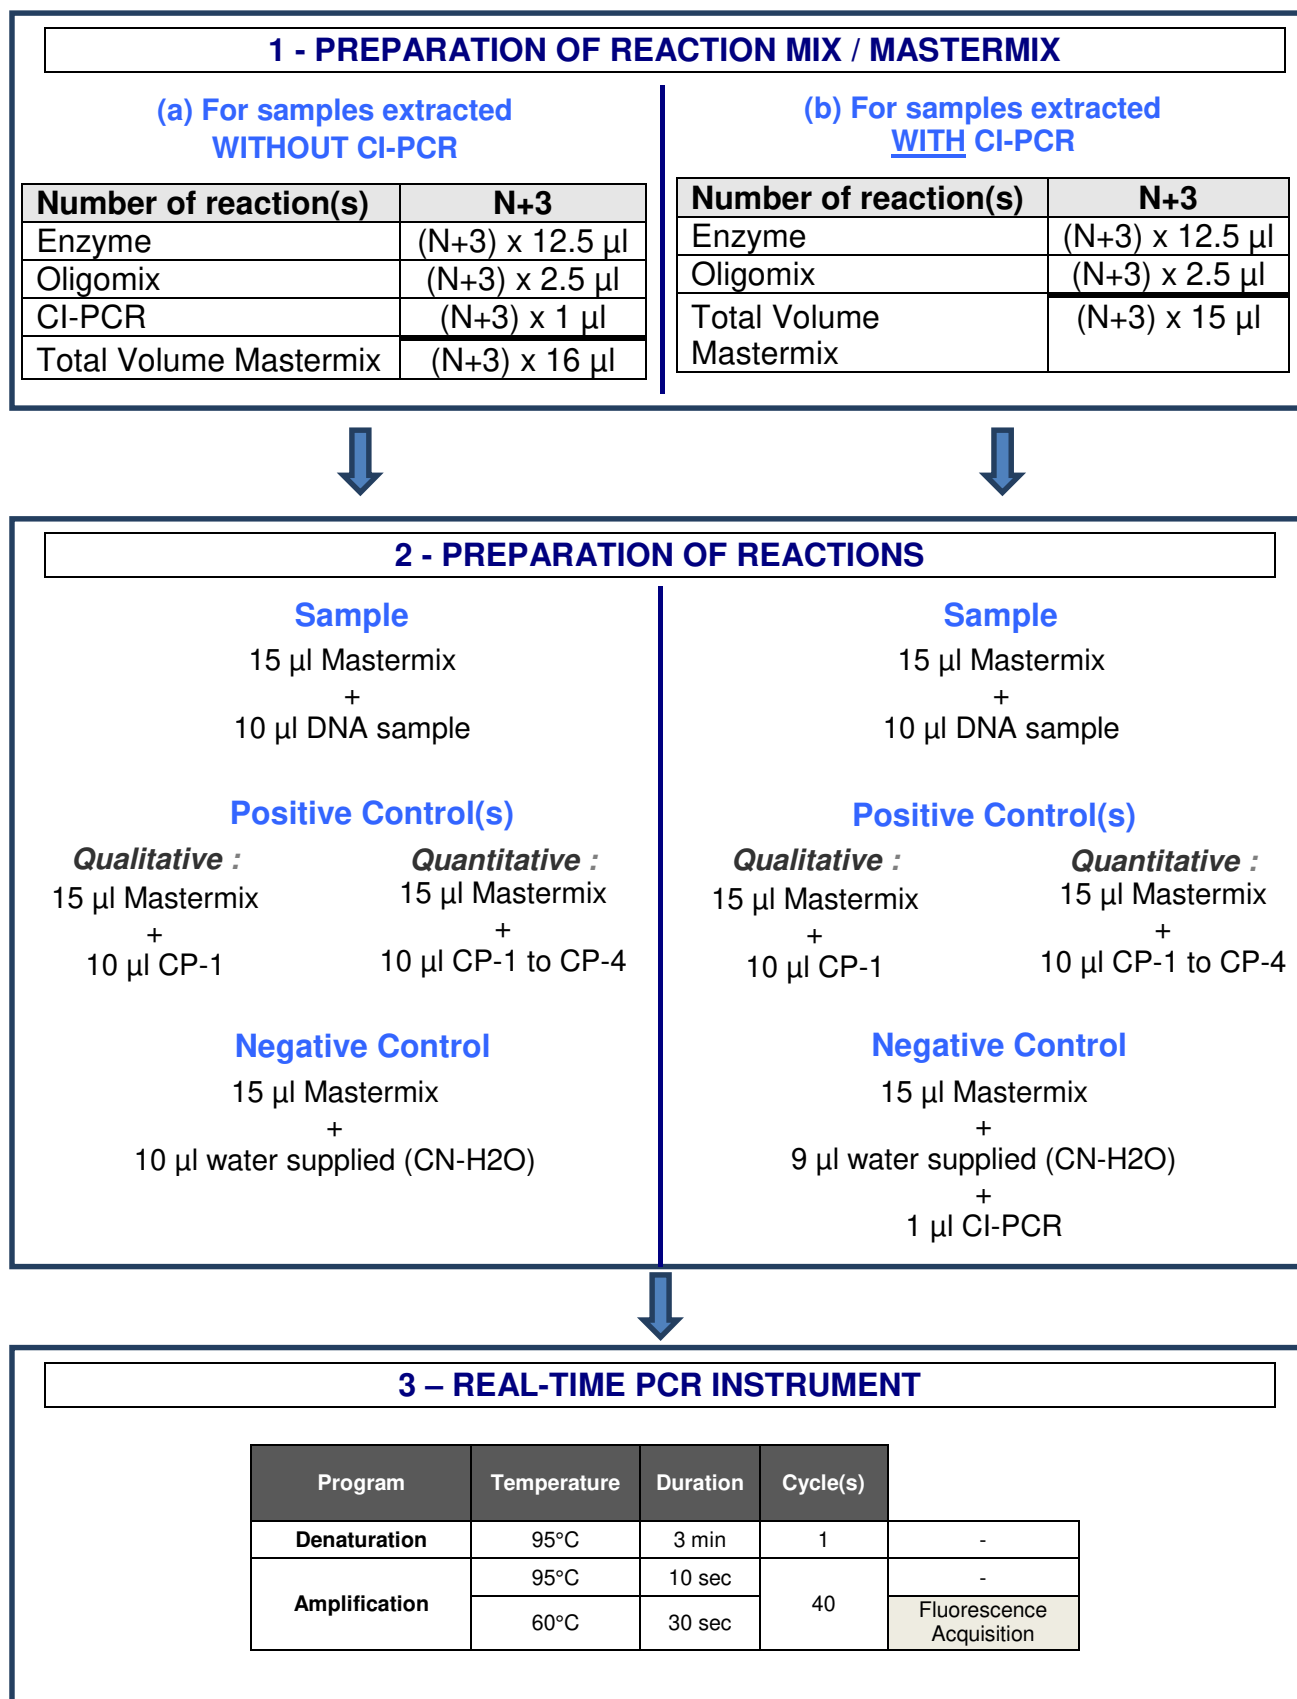 1 - PREPARATION OF REACTION MIX / MASTERMIX
(a) For samples extracted
WITHOUT CI-PCR
Number of reaction(s) N+3
Enzyme (N+3) x 12.5 µl
Oligomix (N+3) x 2.5 µl
CI-PCR (N+3) x 1 µl
Total Volume Mastermix (N+3) x 16 µl
(b) For samples extracted
WITH CI-PCR
Number of reaction(s) N+3
Enzyme (N+3) x 12.5 µl
Oligomix (N+3) x 2.5 µl
Total Volume (N+3) x 15 µl
Mastermix
2 - PREPARATION OF REACTIONS
Sample
15 µl Mastermix
+
10 µl DNA sample
Positive Control(s)
Qualitative :
15 µl Mastermix
+
10 µl CP-1
Quantitative :
15 µl Mastermix
+
10 µl CP-1 to CP-4
Negative Control
15 µl Mastermix
+
10 µl water supplied (CN-H2O)
Sample
15 µl Mastermix
+
10 µl DNA sample
Positive Control(s)
Qualitative :
15 µl Mastermix
+
10 µl CP-1
Quantitative :
15 µl Mastermix
+
10 µl CP-1 to CP-4
Negative Control
15 µl Mastermix
+
9 µl water supplied (CN-H2O)
+
1 µl CI-PCR
3 – REAL-TIME PCR INSTRUMENT
Program Temperature Duration Cycle(s)
Denaturation 95°C 3 min 1 -
Amplification 95°C 10 sec 40 -
60°C 30 sec Fluorescence
Acquisition